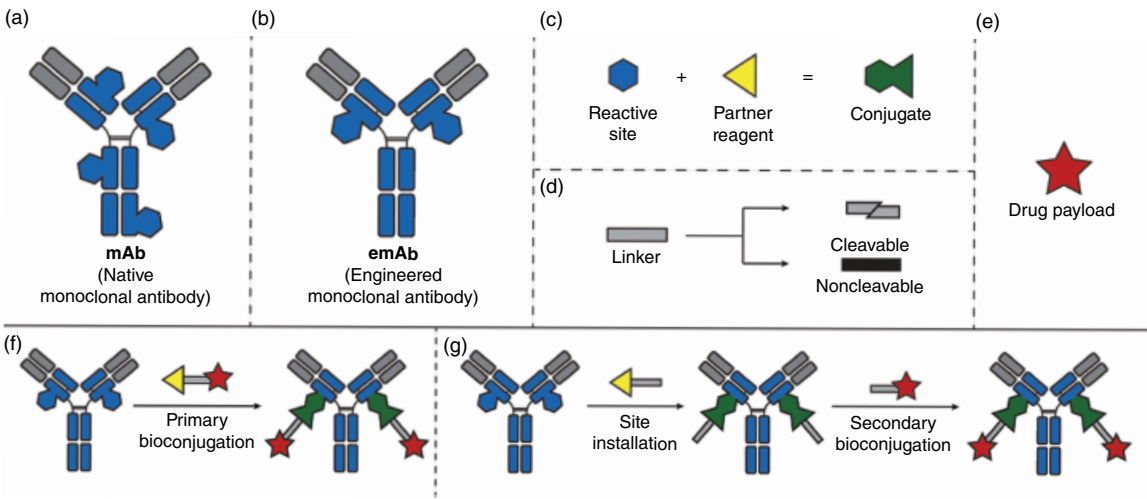 (a)
mAb
(Native
monoclonal antibody)
(b)
emAb
(Engineered
monoclonal antibody)
(c)
+
=
Reactive
site
Partner
reagent
Conjugate
(d)
Linker
Cleavable
Noncleavable
(e)
Drug payload
(f)
Primary
bioconjugation
(g)
Site
installation
Secondary
bioconjugation